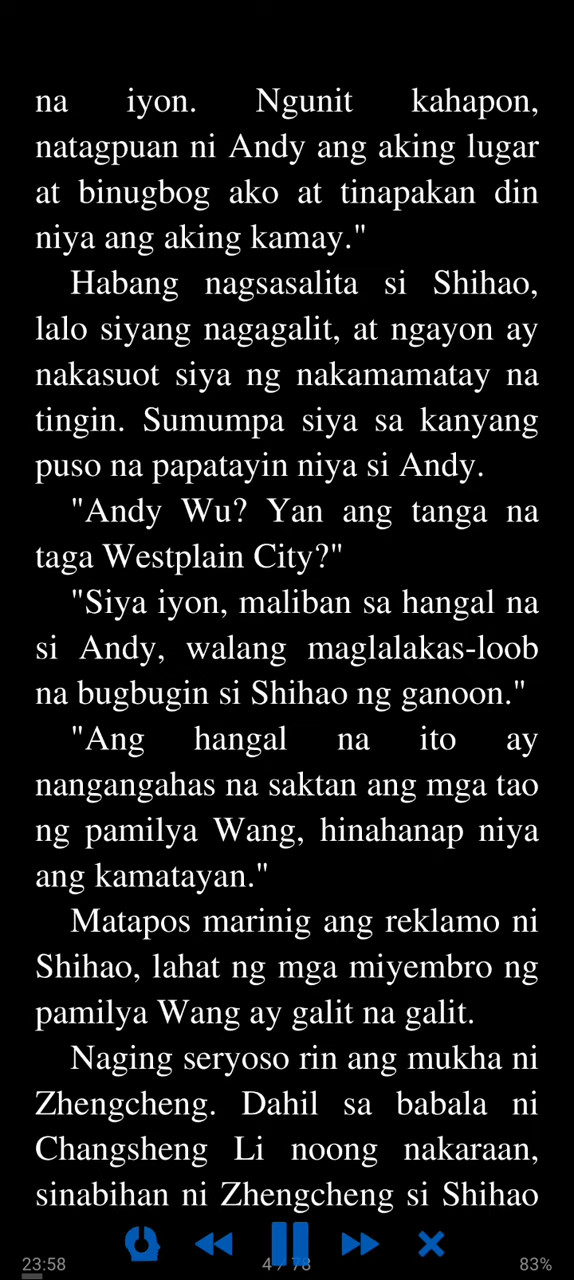 na iyon. Ngunit kahapon,
natagpuan ni Andy ang aking lugar
at binugbog ako at tinapakan din
niya ang aking kamay."
Habang nagsasalita si Shihao,
lalo siyang nagagalit, at ngayon ay
nakasuot siya ng nakamamatay na
tingin. Sumumpa siya sa kanyang
puso na papatayin niya si Andy.
"Andy Wu? Yan ang tanga na
taga Westplain City?"
"Siya iyon, maliban sa hangal na
si Andy, walang maglalakas-loob
na bugbugin si Shihao ng ganoon."
"Ang hangal na ito ay
nangangahas na saktan ang mga tao
ng pamilya Wang, hinahanap niya
ang kamatayan."
Matapos marinig ang reklamo ni
Shihao, lahat ng mga miyembro ng
pamilya Wang ay galit na galit.
Naging seryoso rin ang mukha ni
Zhengcheng. Dahil sa babala ni
Changsheng Li noong nakaraan,
sinabihan ni Zhengcheng si Shihao
23:58 4 / 78 83%